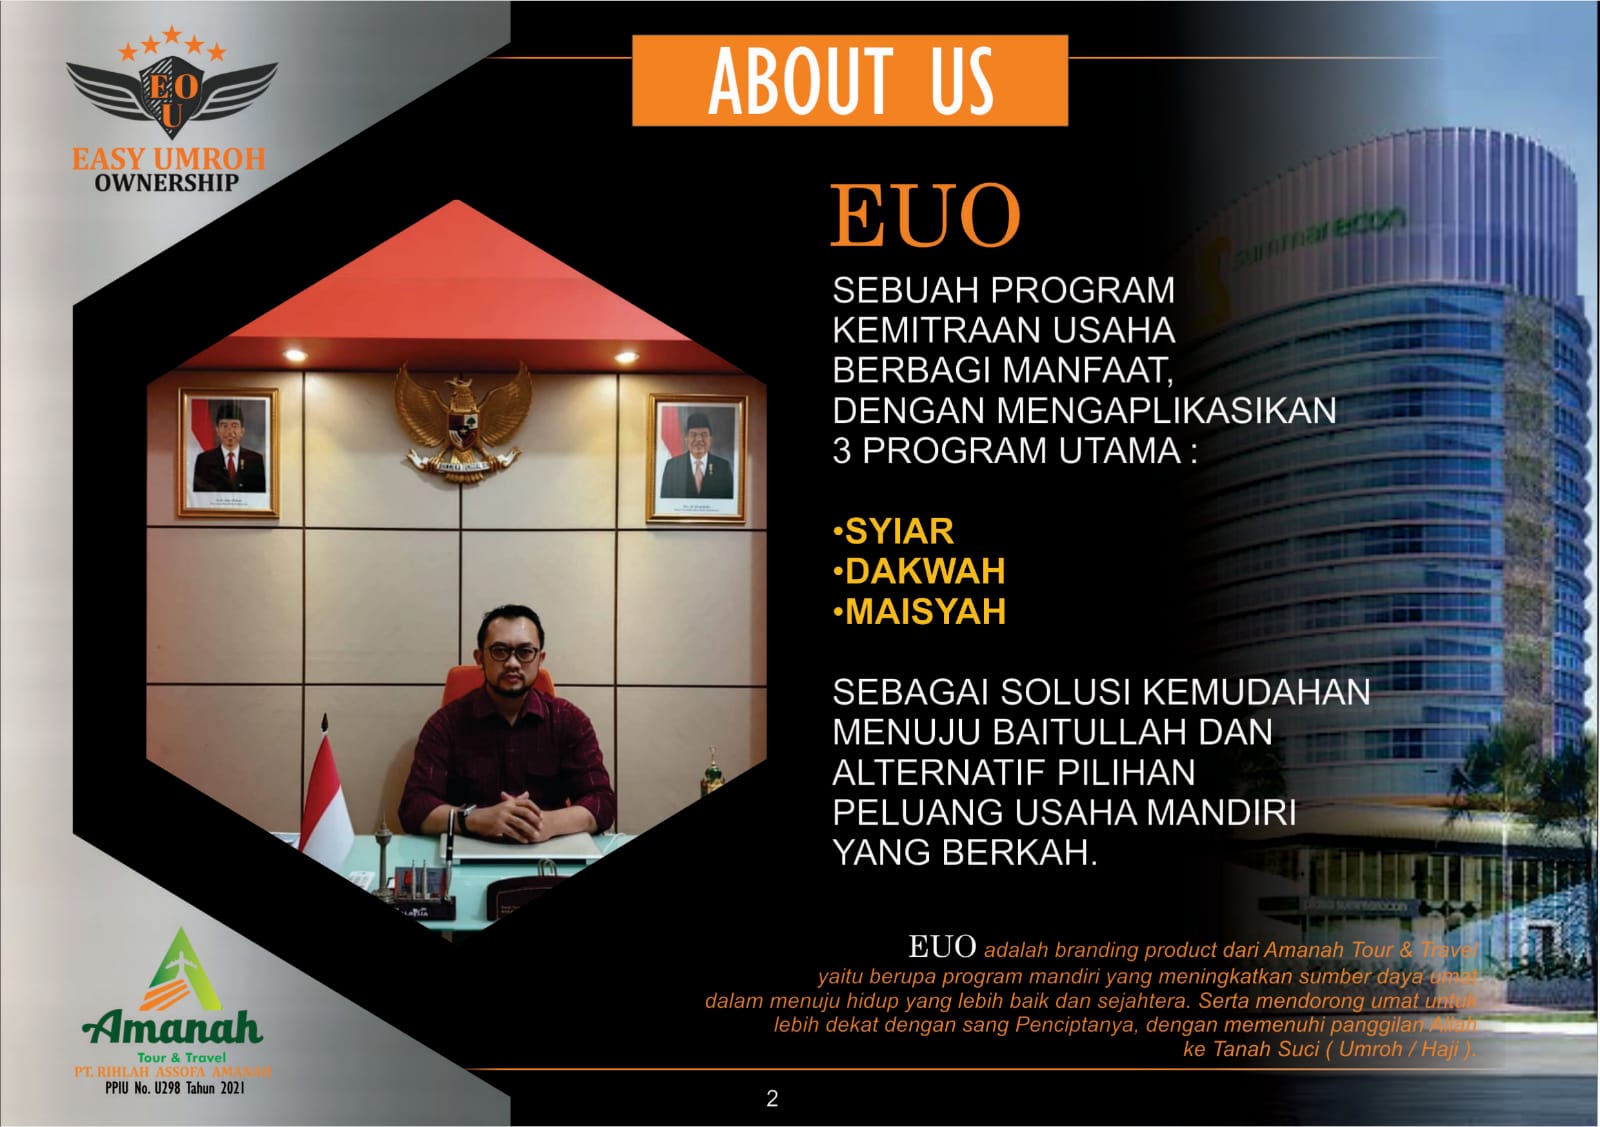 EOU
EASY UMROH
OWNERSHIP
ABOUT US
EUO
SEBUAH PROGRAM
KEMITRAAN USAHA
BERBAGI MANFAAT,
DENGAN MENGAPLIKASIKAN
3 PROGRAM UTAMA :
•SYIAR
•DAKWAH
•MAISYAH
SEBAGAI SOLUSI KEMUDAHAN
MENUJU BAITULLAH DAN
ALTERNATIF PILIHAN
PELUANG USAHA MANDIRI
YANG BERKAH.
EUO adalah branding product dari Amanah Tour & Travel
yaitu berupa program mandiri yang meningkatkan sumber daya umat
dalam menuju hidup yang lebih baik dan sejahtera. Serta mendorong umat untuk
lebih dekat dengan sang Penciptanya, dengan memenuhi panggilan Allah
ke Tanah Suci ( Umroh / Haji ).
summarecon
plaza summarecon
Amanah
Tour & Travel
PT. RIHLAH ASSOFA AMANAH
PPIU No. U298 Tahun 2021
2